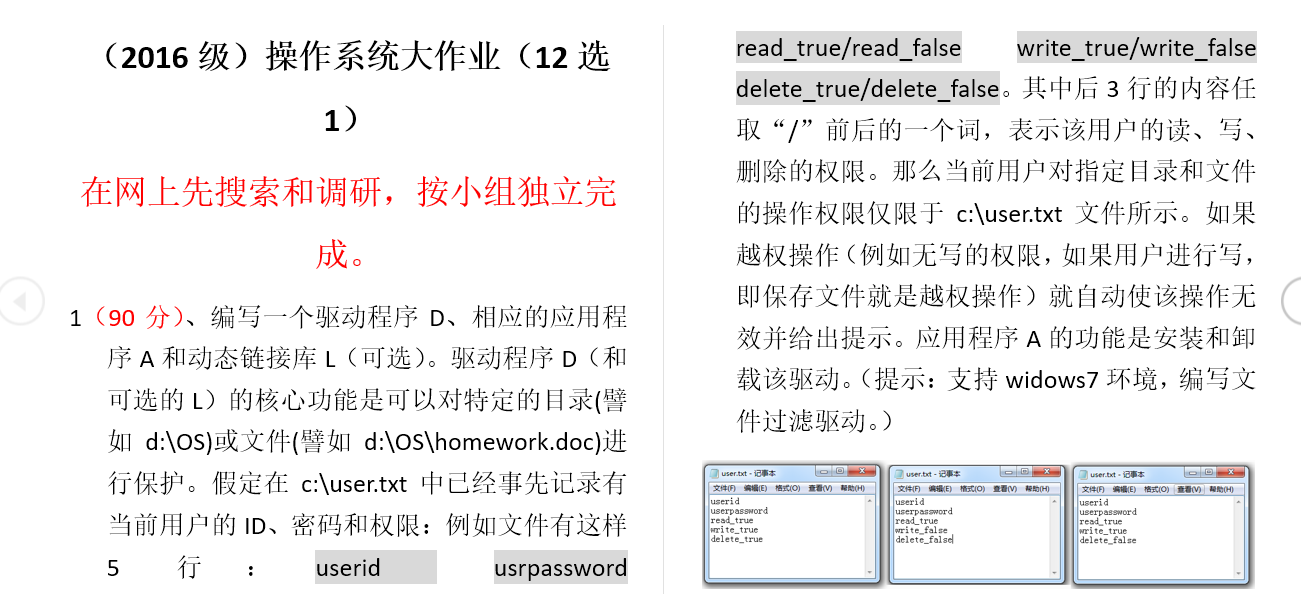 （2016 级）操作系统大作业（12 选
1）
在网上先搜索和调研，按小组独立完
成。
1（90 分）、编写一个驱动程序 D、相应的应用程
序 A 和动态链接库 L（可选）。驱动程序 D（和
可选的 L）的核心功能是可以对特定的目录(譬
如 d:\OS)或文件(譬如 d:\OS\homework.doc)进
行保护。假定在 c:\user.txt 中已经事先记录有
当前用户的 ID、密码和权限：例如文件有这样
5 行： userid usrpassword
read_true/read_false write_true/write_false
delete_true/delete_false。其中后 3 行的内容任
取“/”前后的一个词，表示该用户的读、写、
删除的权限。那么当前用户对指定目录和文件
的操作权限仅限于 c:\user.txt 文件所示。如果
越权操作（例如无写的权限，如果用户进行写，
即保存文件就是越权操作）就自动使该操作无
效并给出提示。应用程序 A 的功能是安装和卸
载该驱动。（提示：支持 widows7 环境，编写文
件过滤驱动。）
user.txt - 记事本
文件(F) 编辑(E) 格式(O) 查看(V) 帮助(H)
userid
userpassword
read_true
write_true
delete_true
user.txt - 记事本
文件(F) 编辑(E) 格式(O) 查看(V) 帮助(H)
userid
userpassword
read_true
write_false
delete_false
user.txt - 记事本
文件(F) 编辑(E) 格式(O) 查看(V) 帮助(H)
userid
userpassword
read_true
write_true
delete_false